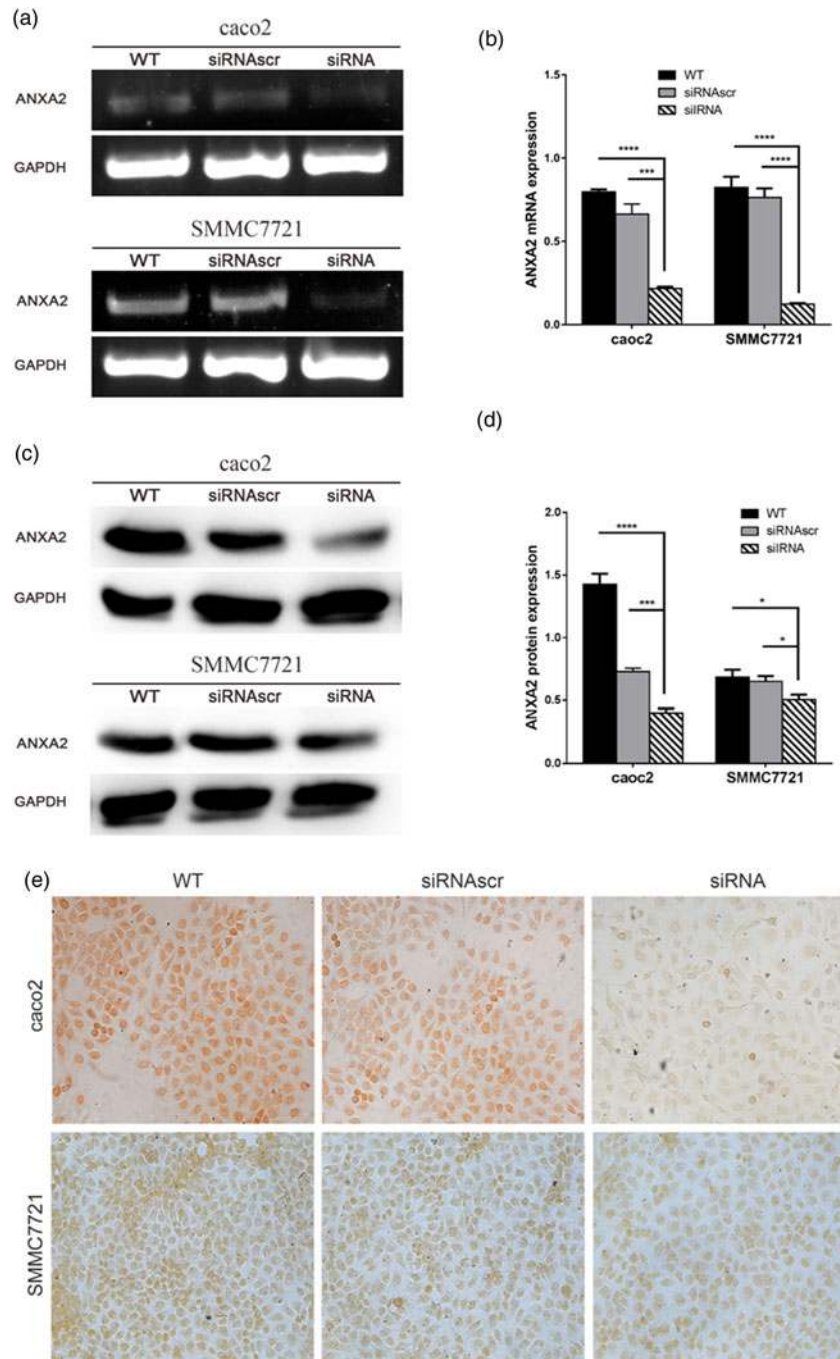 (a)
caco2
WT siRNAscr siRNA
ANXA2
GAPDH
SMMC7721
WT siRNAscr siRNA
ANXA2
GAPDH
(b)
WT
siRNAscr
silRNA
ANXA2 mRNA expression
1.5
1.0
0.5
0.0
****
***
****
****
caoc2 SMMC7721
(c)
caco2
WT siRNAscr siRNA
ANXA2
GAPDH
SMMC7721
WT siRNAscr siRNA
ANXA2
GAPDH
(d)
WT
siRNAscr
silRNA
ANXA2 protein expression
2.0
1.5
1.0
0.5
0.0
****
***
*
*
caoc2 SMMC7721
(e)
WT siRNAscr siRNA
caco2
SMMC7721